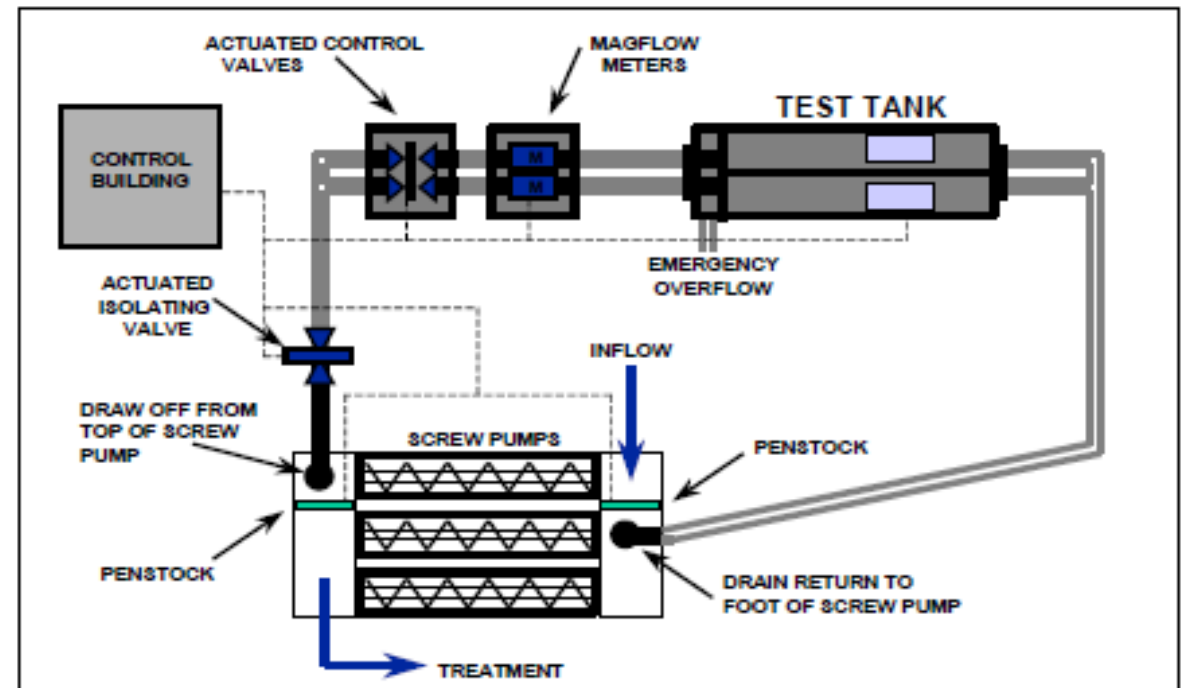 ACTUATED CONTROL
VALVES
MAGFLOW
METERS
TEST TANK
CONTROL
BUILDING
M
M
EMERGENCY
OVERFLOW
ACTUATED
ISOLATING
VALVE
INFLOW
DRAW OFF FROM
TOP OF SCREW
PUMP
SCREW PUMPS
PENSTOCK
PENSTOCK
DRAIN RETURN TO
FOOT OF SCREW PUMP
TREATMENT